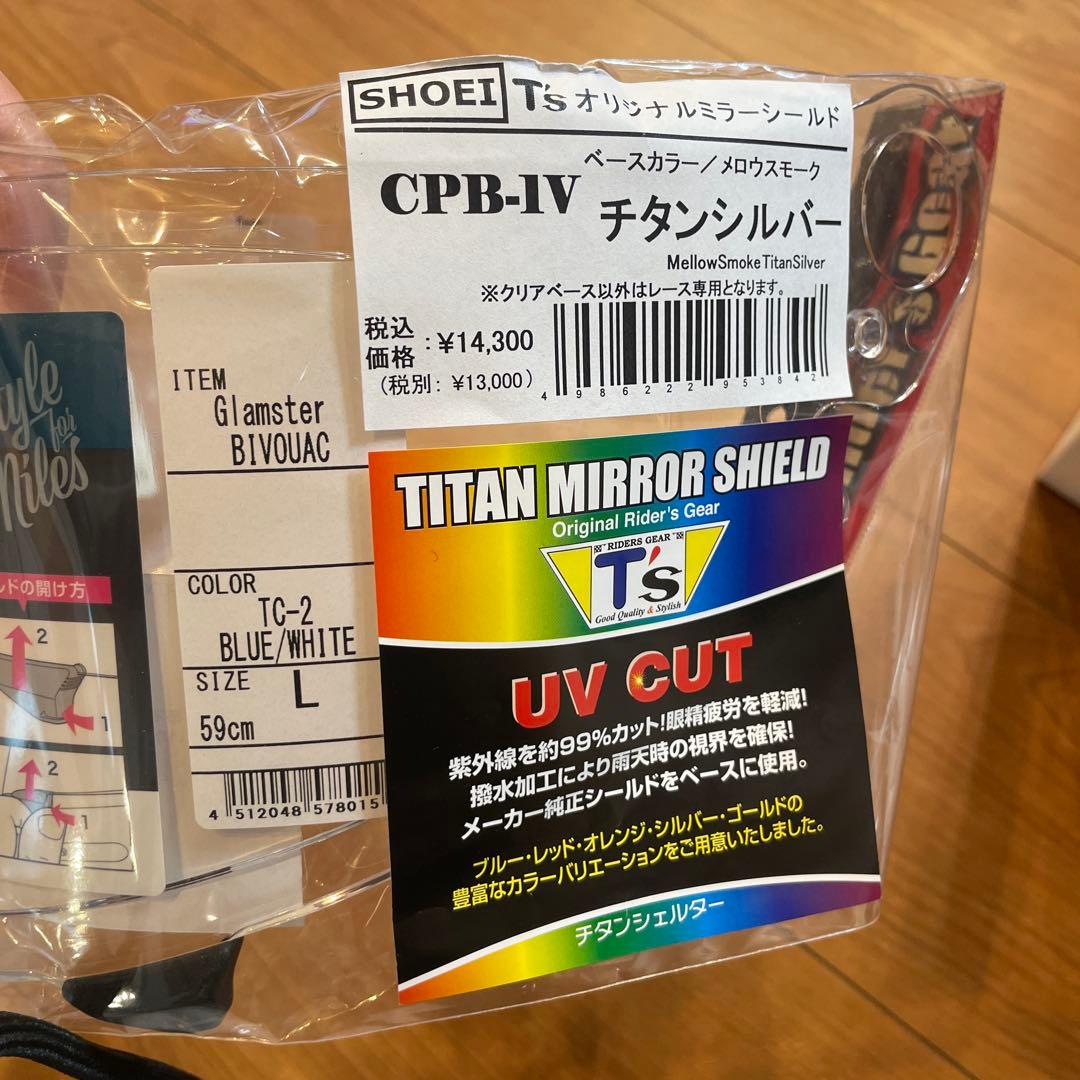 SHOEI T's オリジナルミラーシールド
ベースカラー／メロウスモーク
CPB-1V チタンシルバー
MellowSmokeTitanSilver
※クリアベース以外はレース専用となります。
税込
価格 : ¥14,300
(税別: ¥13,000)
4 986222 953842
ITEM
Glamster
BIVOUAC
COLOR
TC-2
BLUE/WHITE
SIZE L
59cm
4 512048 578015
Style
for
Miles
ルドの開け方
2
1
2
1
TITAN MIRROR SHIELD
Original Rider's Gear
RIDERS GEAR
T's
Good Quality & Stylish
UV CUT
紫外線を約99%カット!眼精疲労を軽減!
撥水加工により雨天時の視界を確保!
メーカー純正シールドをベースに使用。
ブルー・レッド・オレンジ・シルバー・ゴールドの
豊富なカラーバリエーションをご用意いたしました。
チタンシェルター